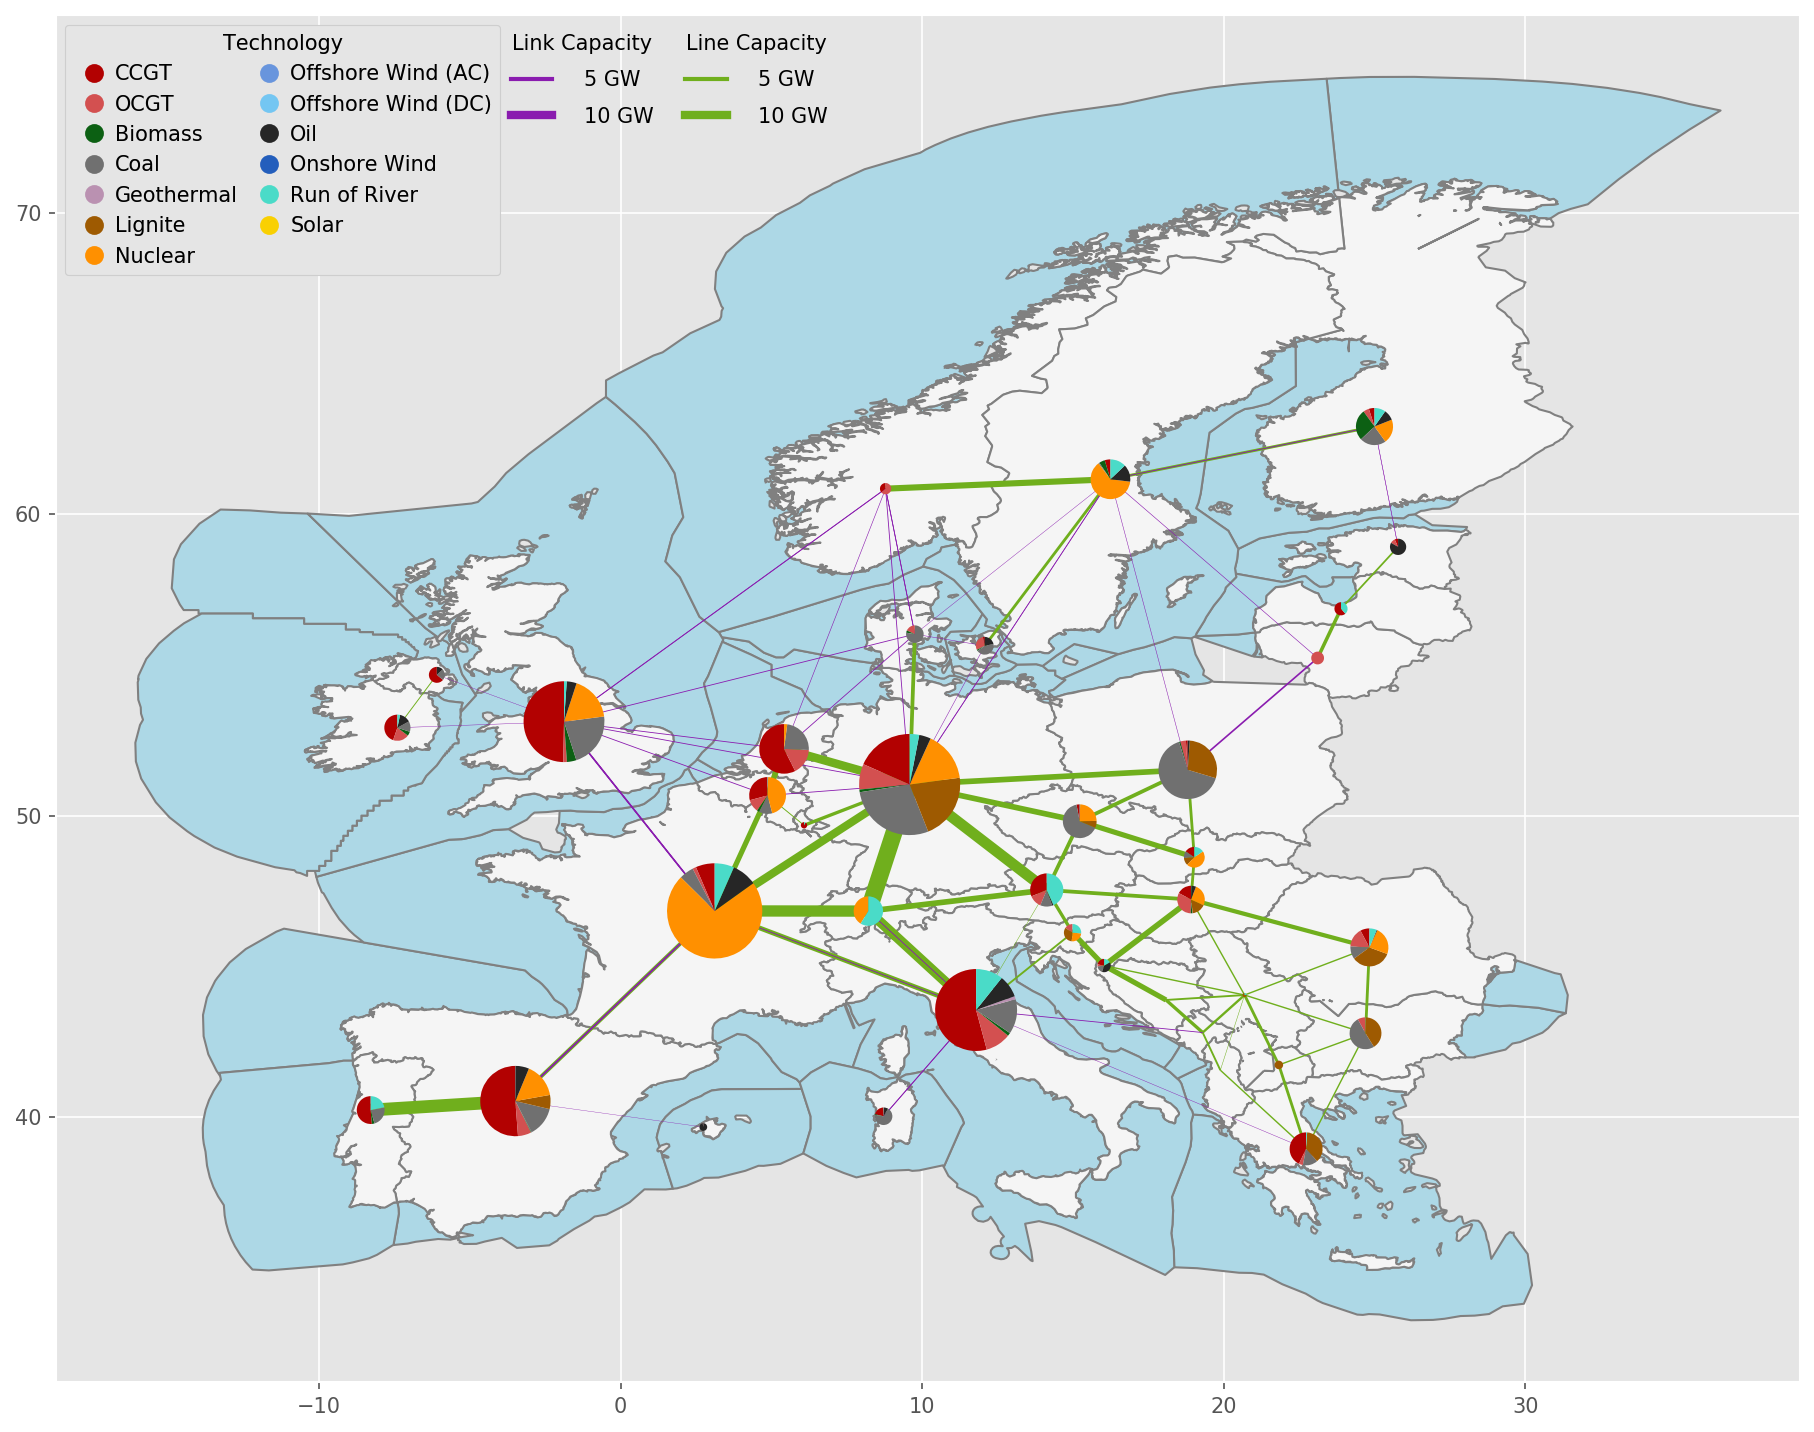 Technology
CCGT
OCGT
Biomass
Coal
Geothermal
Lignite
Nuclear
Offshore Wind (AC)
Offshore Wind (DC)
Oil
Onshore Wind
Run of River
Solar
Link Capacity
5 GW
10 GW
Line Capacity
5 GW
10 GW
70
60
50
40
−10
0
10
20
30